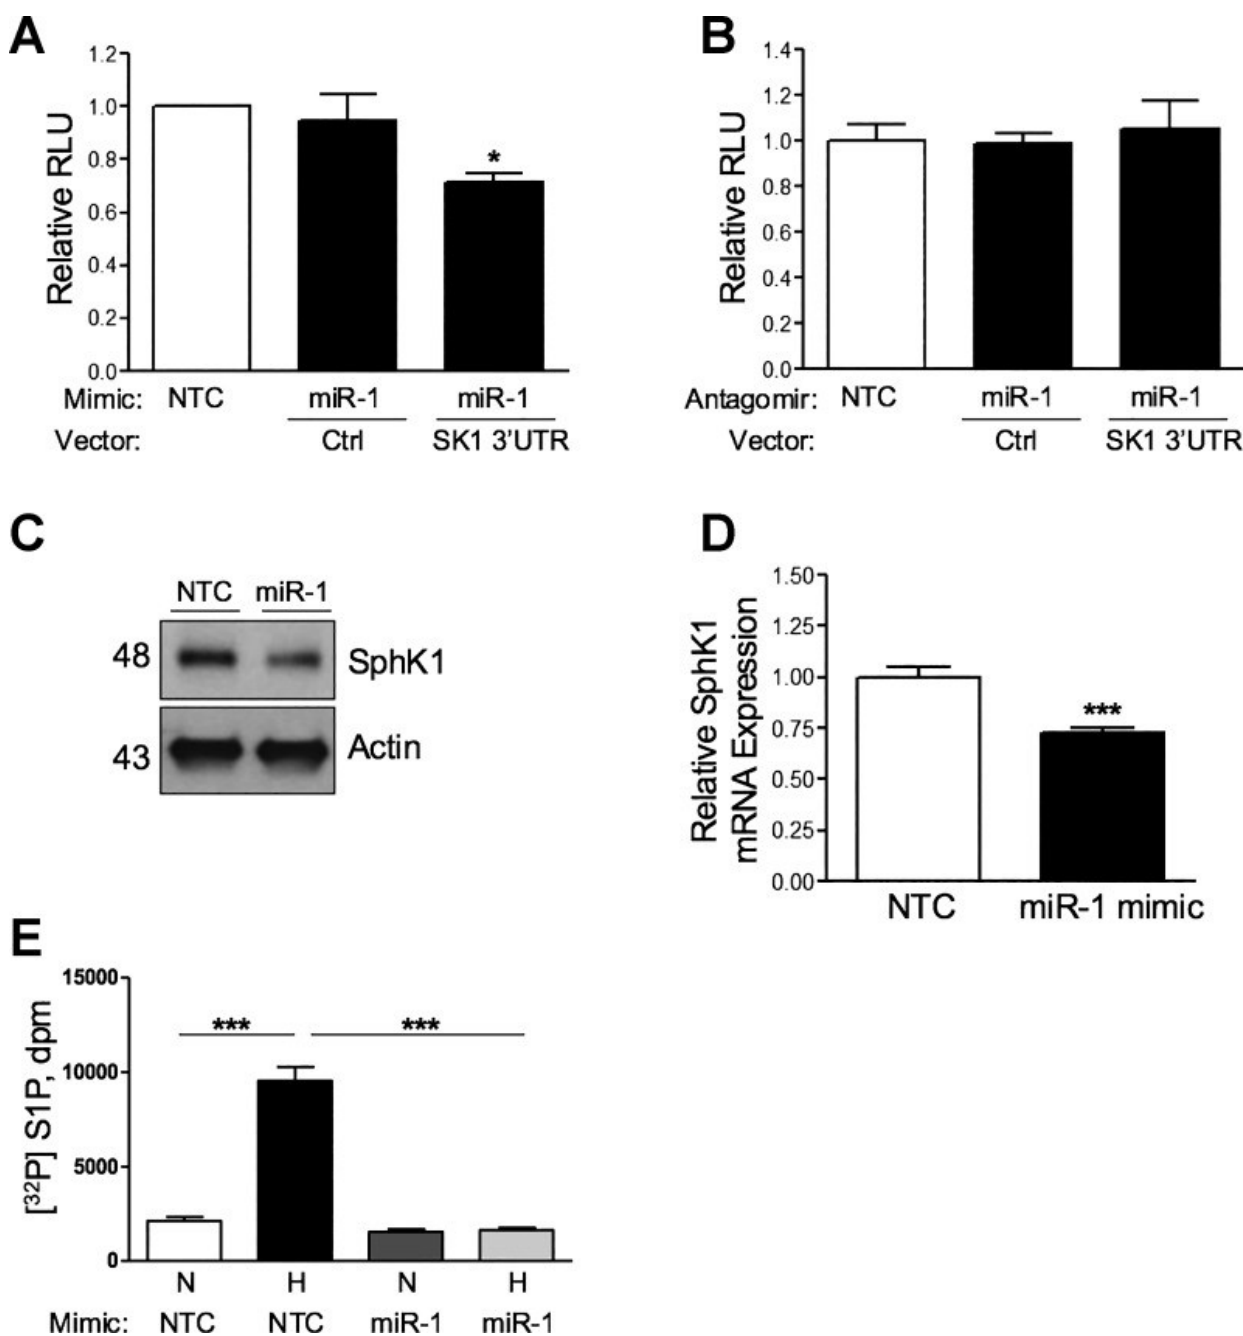 A
Relative RLU
1.2
1.0
0.8
0.6
0.4
0.2
0.0
*
Mimic: NTC miR-1 miR-1
Vector: Ctrl SK1 3'UTR
B
Relative RLU
1.4
1.2
1.0
0.8
0.6
0.4
0.2
0.0
Antagomir: NTC miR-1 miR-1
Vector: Ctrl SK1 3'UTR
C
NTC miR-1
48 SphK1
43 Actin
D
Relative SphK1
mRNA Expression
1.50
1.25
1.00
0.75
0.50
0.25
0.00
***
NTC miR-1 mimic
E
[³²P] S1P, dpm
15000
10000
5000
0
*** ***
N H N H
Mimic: NTC NTC miR-1 miR-1